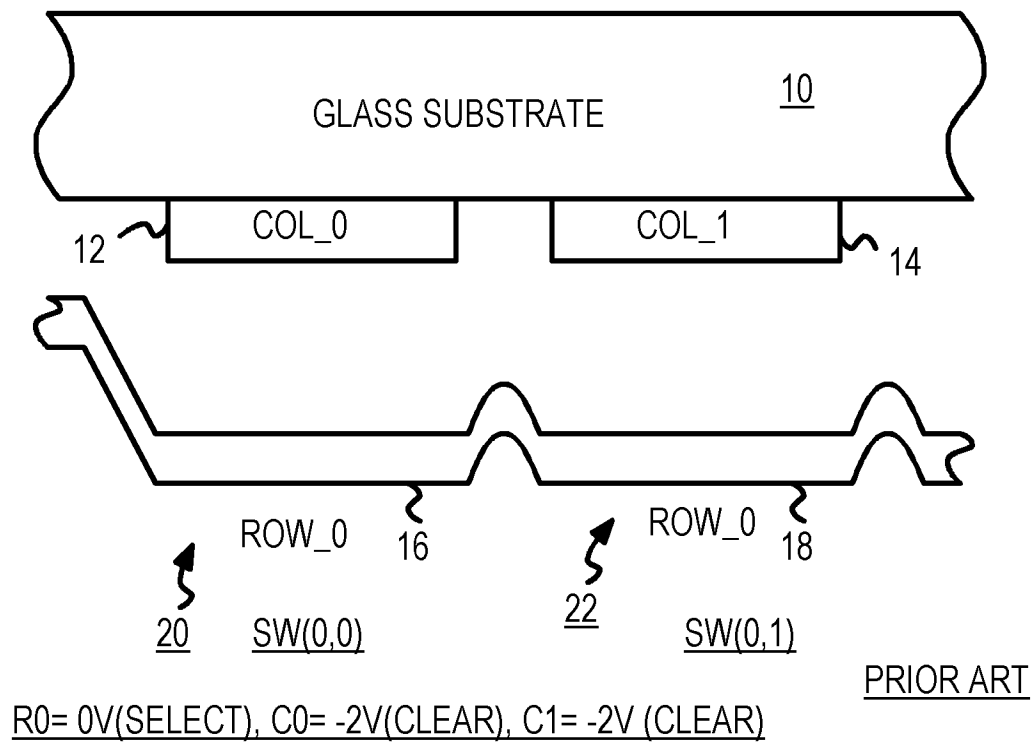 10
GLASS SUBSTRATE
COL_0
COL_1
12
14
ROW_0
16
ROW_0
18
20
SW(0,0)
22
SW(0,1)
PRIOR ART
R0= 0V(SELECT), C0= -2V(CLEAR), C1= -2V (CLEAR)